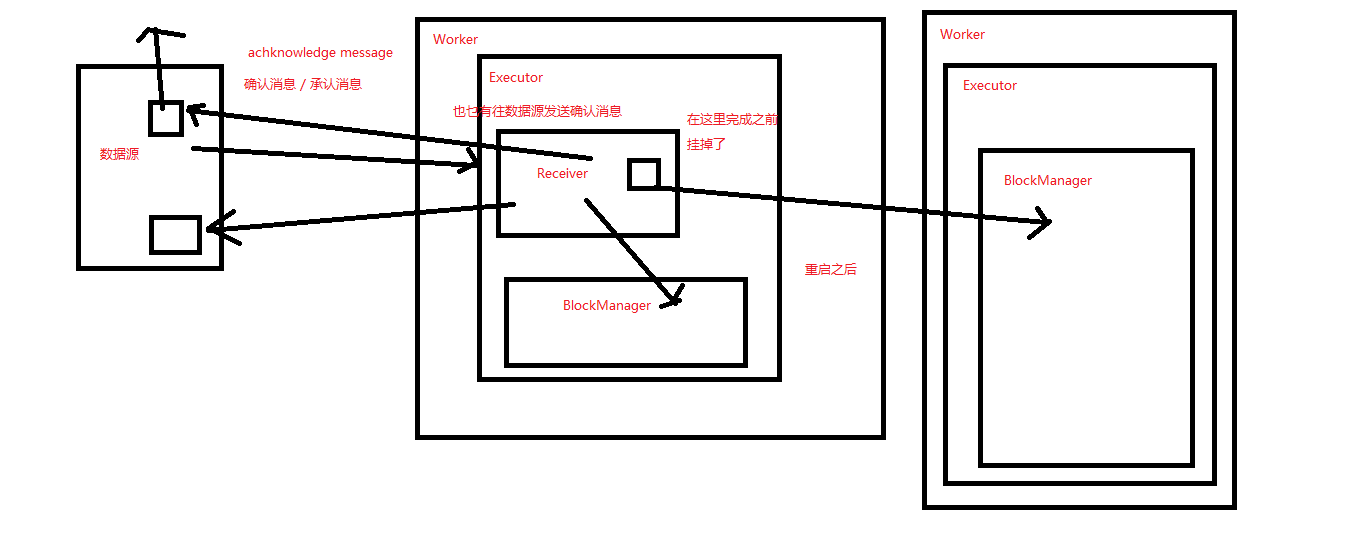 achknowledge message
确认消息 / 承认消息
数据源
Worker
Executor
也也有往数据源发送确认消息
在这里完成之前
挂掉了
Receiver
BlockManager
重启之后
Worker
Executor
BlockManager